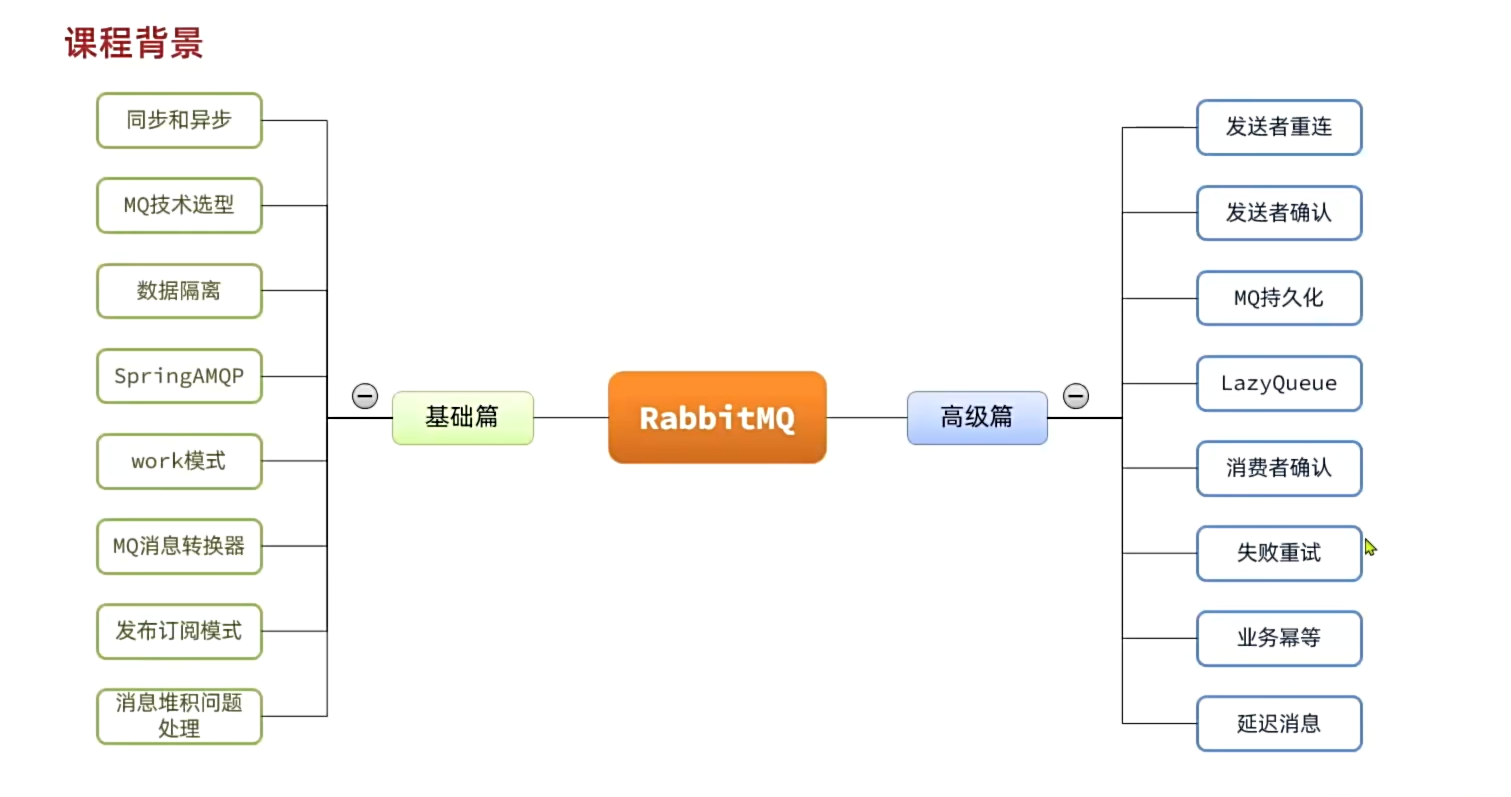 课程背景
同步和异步
MQ技术选型
数据隔离
SpringAMQP
work模式
MQ消息转换器
发布订阅模式
消息堆积问题
处理
基础篇
RabbitMQ
高级篇
发送者重连
发送者确认
MQ持久化
LazyQueue
消费者确认
失败重试
业务幂等
延迟消息